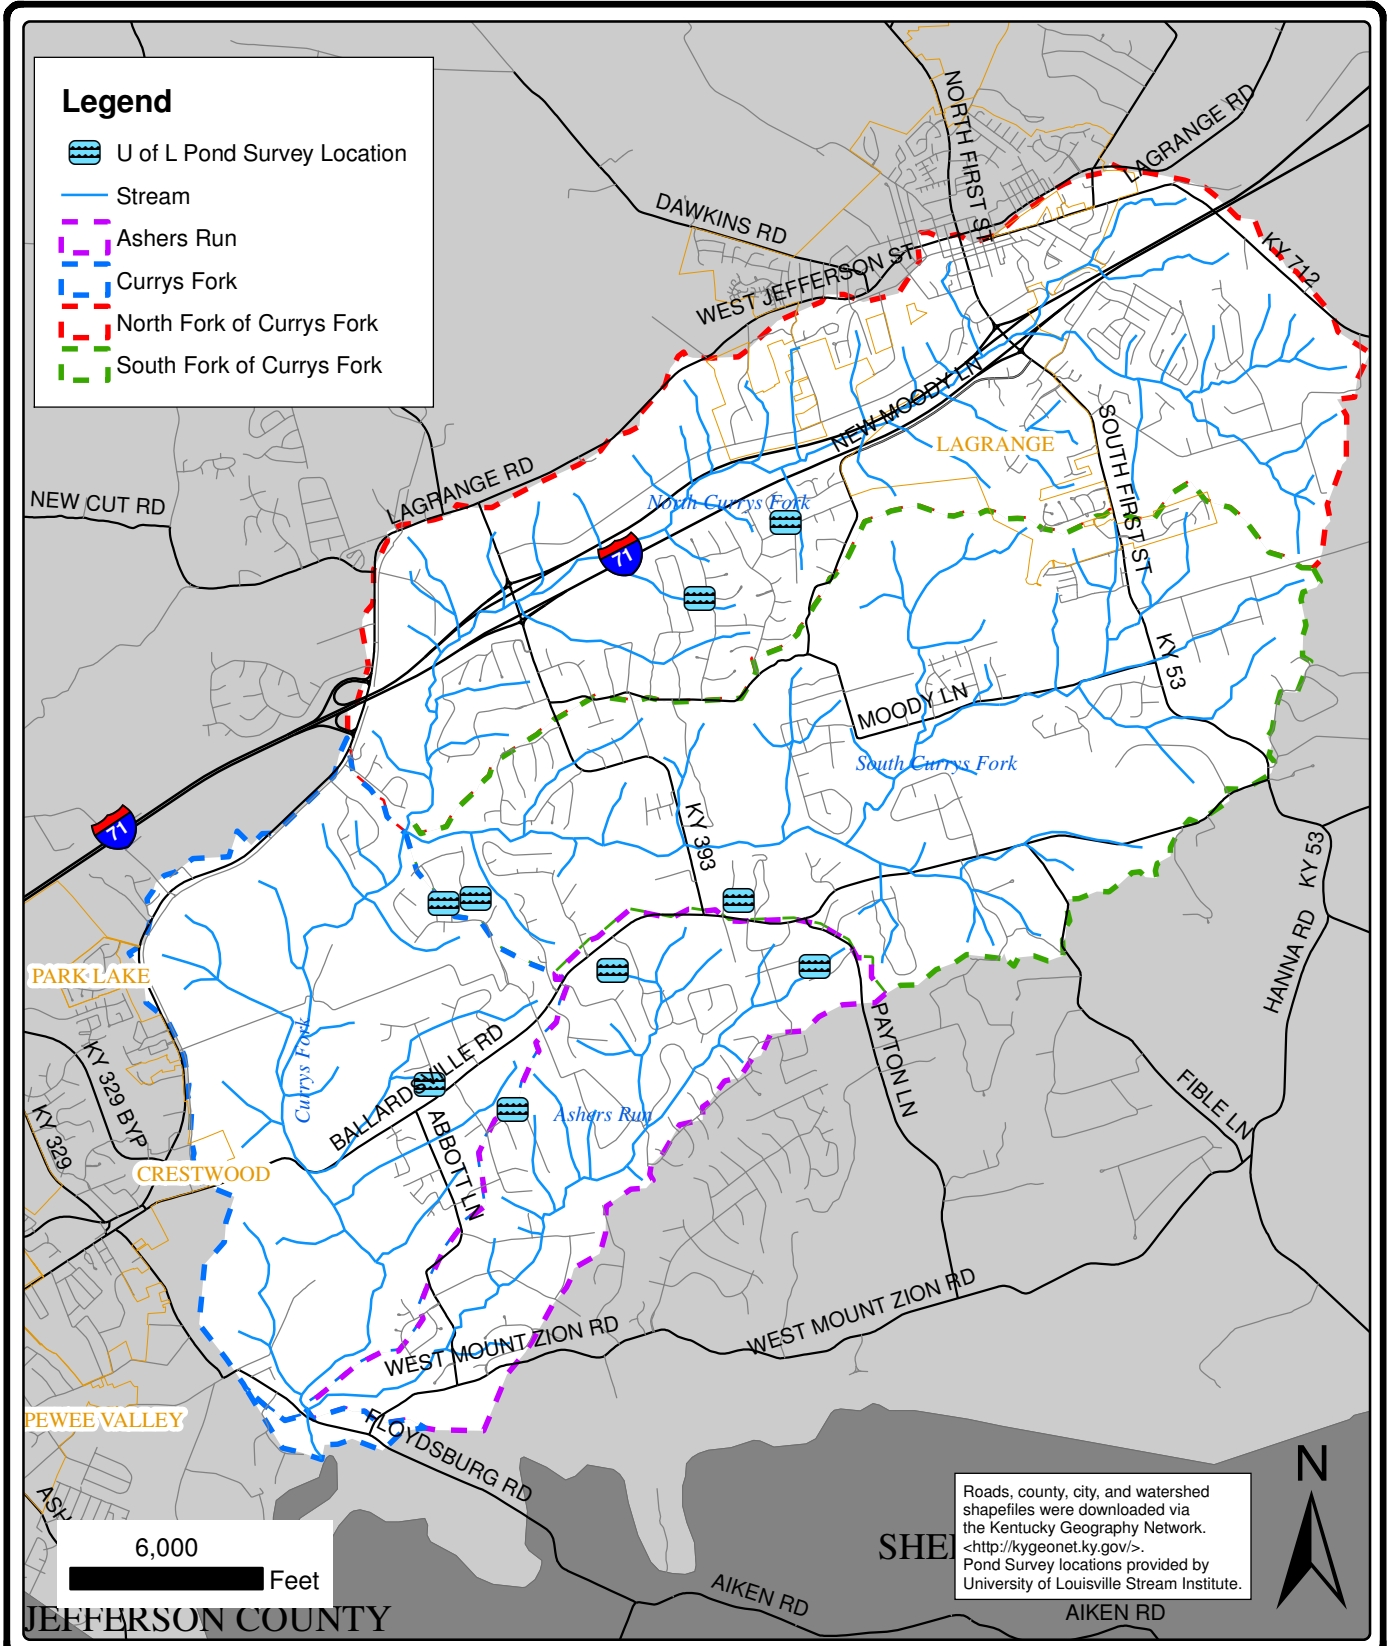 Legend
U of L Pond Survey Location
Stream
Ashers Run
Currys Fork
North Fork of Currys Fork
South Fork of Currys Fork
NORTH FIRST ST
LAGRANGE RD
DAWKINS RD
WEST JEFFERSON ST
KY 712
NEW MOODY LN
LAGRANGE
SOUTH FIRST ST
LAGRANGE RD
NEW CUT RD
North Currys Fork
71
KY 53
MOODY LN
South Currys Fork
71
KY 393
KY 53
HANNA RD
PARK LAKE
Currys Fork
KY 329 BYP
KY 329
BALLARDSVILLE RD
ABBOTT LN
Ashers Run
PAYTON LN
FIBLE LN
CRESTWOOD
WEST MOUNT ZION RD
WEST MOUNT ZION RD
PEWEE VALLEY
FLOYDSBURG RD
ASH
6,000
Feet
JEFFERSON COUNTY
AIKEN RD
SHE
Roads, county, city, and watershed
shapefiles were downloaded via
the Kentucky Geography Network.
<http://kygeonet.ky.gov/>.
Pond Survey locations provided by
University of Louisville Stream Institute.
AIKEN RD
N